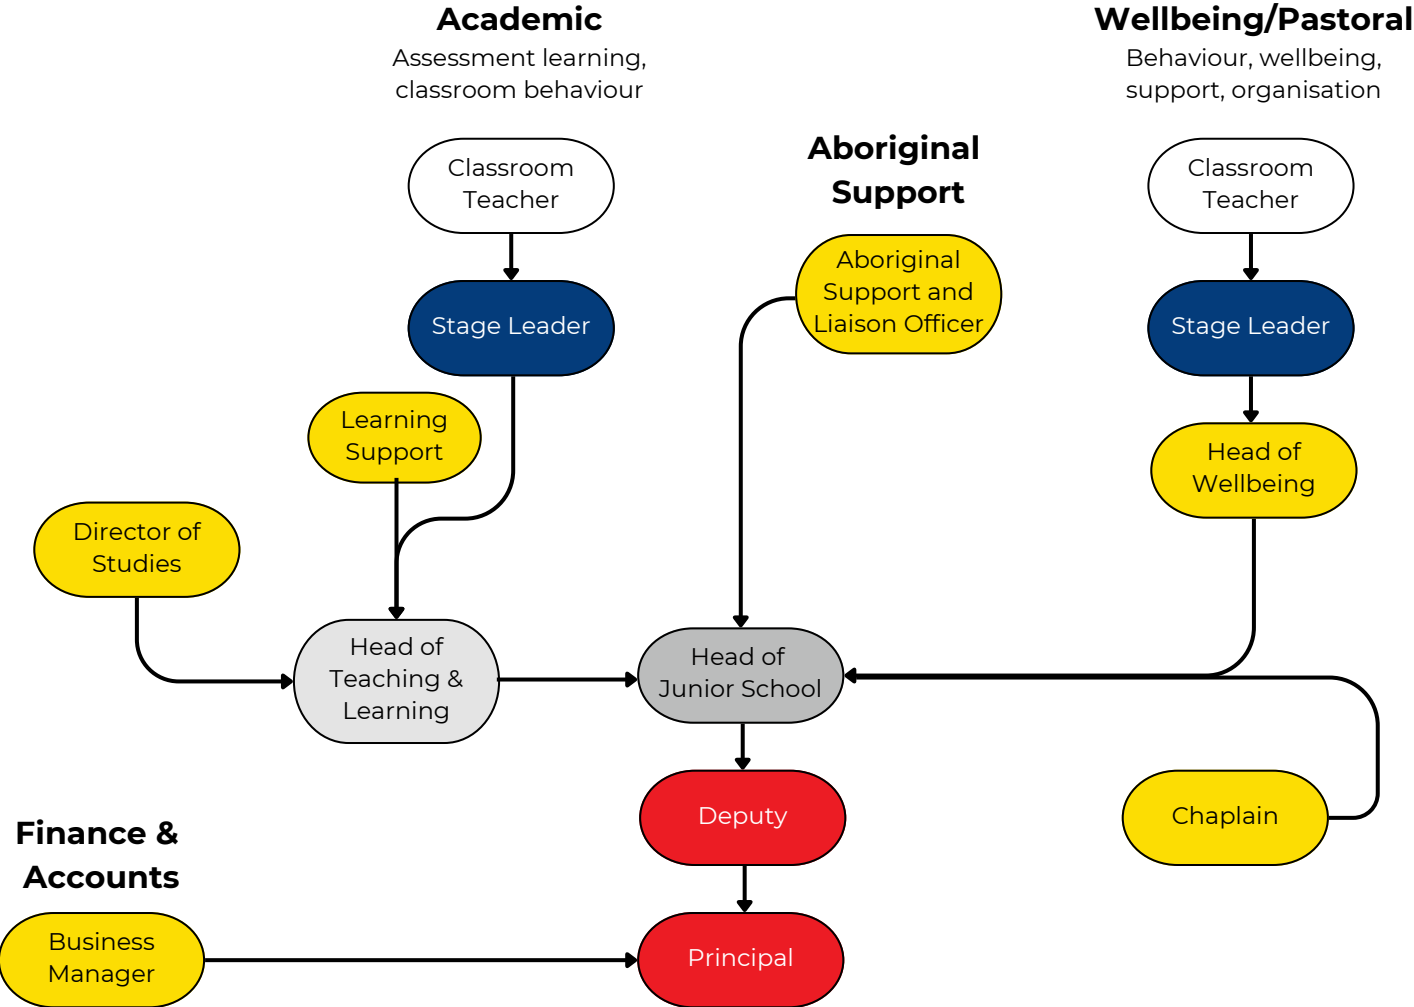 Academic
Assessment learning,
classroom behaviour
Classroom
Teacher
Stage Leader
Learning
Support
Director of
Studies
Head of
Teaching &
Learning
Aboriginal
Support
Aboriginal
Support and
Liaison Officer
Wellbeing/Pastoral
Behaviour, wellbeing,
support, organisation
Classroom
Teacher
Stage Leader
Head of
Wellbeing
Head of
Junior School
Chaplain
Deputy
Finance &
Accounts
Business
Manager
Principal